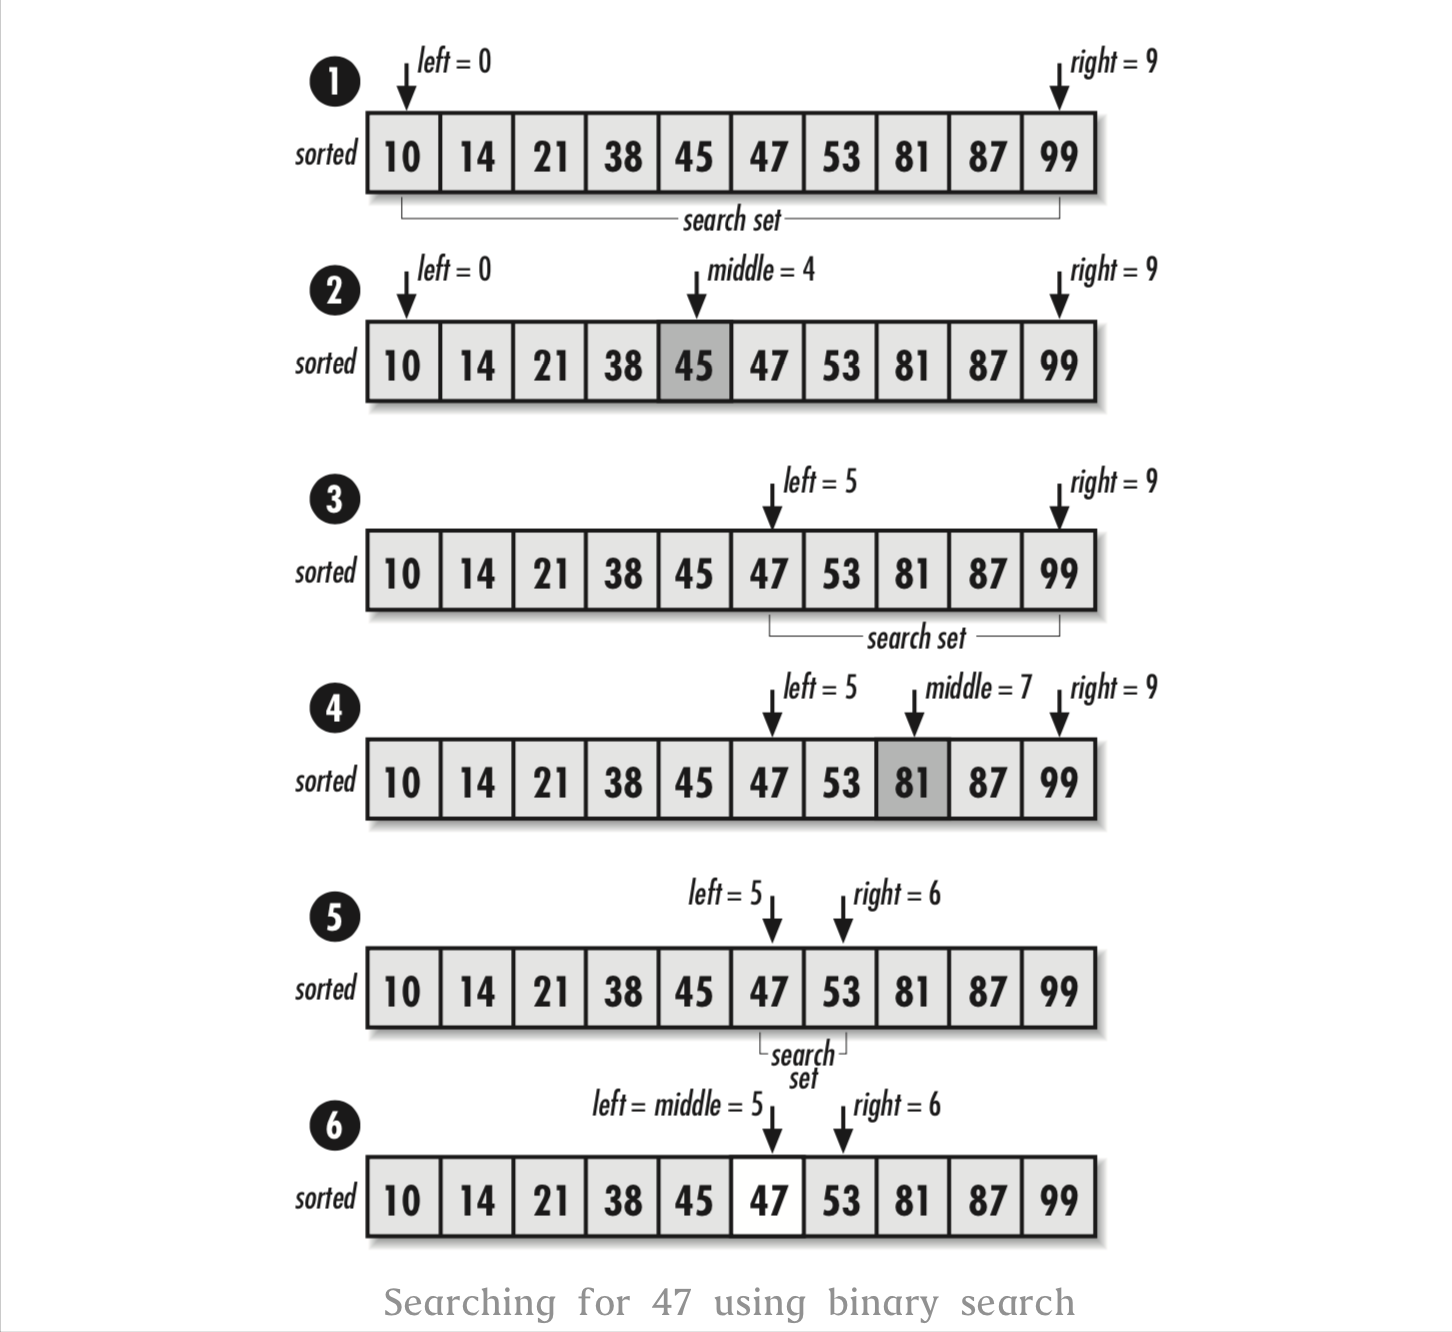 left = 0 right = 9
1
sorted 10 14 21 38 45 47 53 81 87 99
search set
left = 0 middle = 4 right = 9
2
sorted 10 14 21 38 45 47 53 81 87 99
left = 5 right = 9
3
sorted 10 14 21 38 45 47 53 81 87 99
search set
left = 5 middle = 7 right = 9
4
sorted 10 14 21 38 45 47 53 81 87 99
left = 5 right = 6
5
sorted 10 14 21 38 45 47 53 81 87 99
search
set
left = middle = 5 right = 6
6
sorted 10 14 21 38 45 47 53 81 87 99
Searching for 47 using binary search